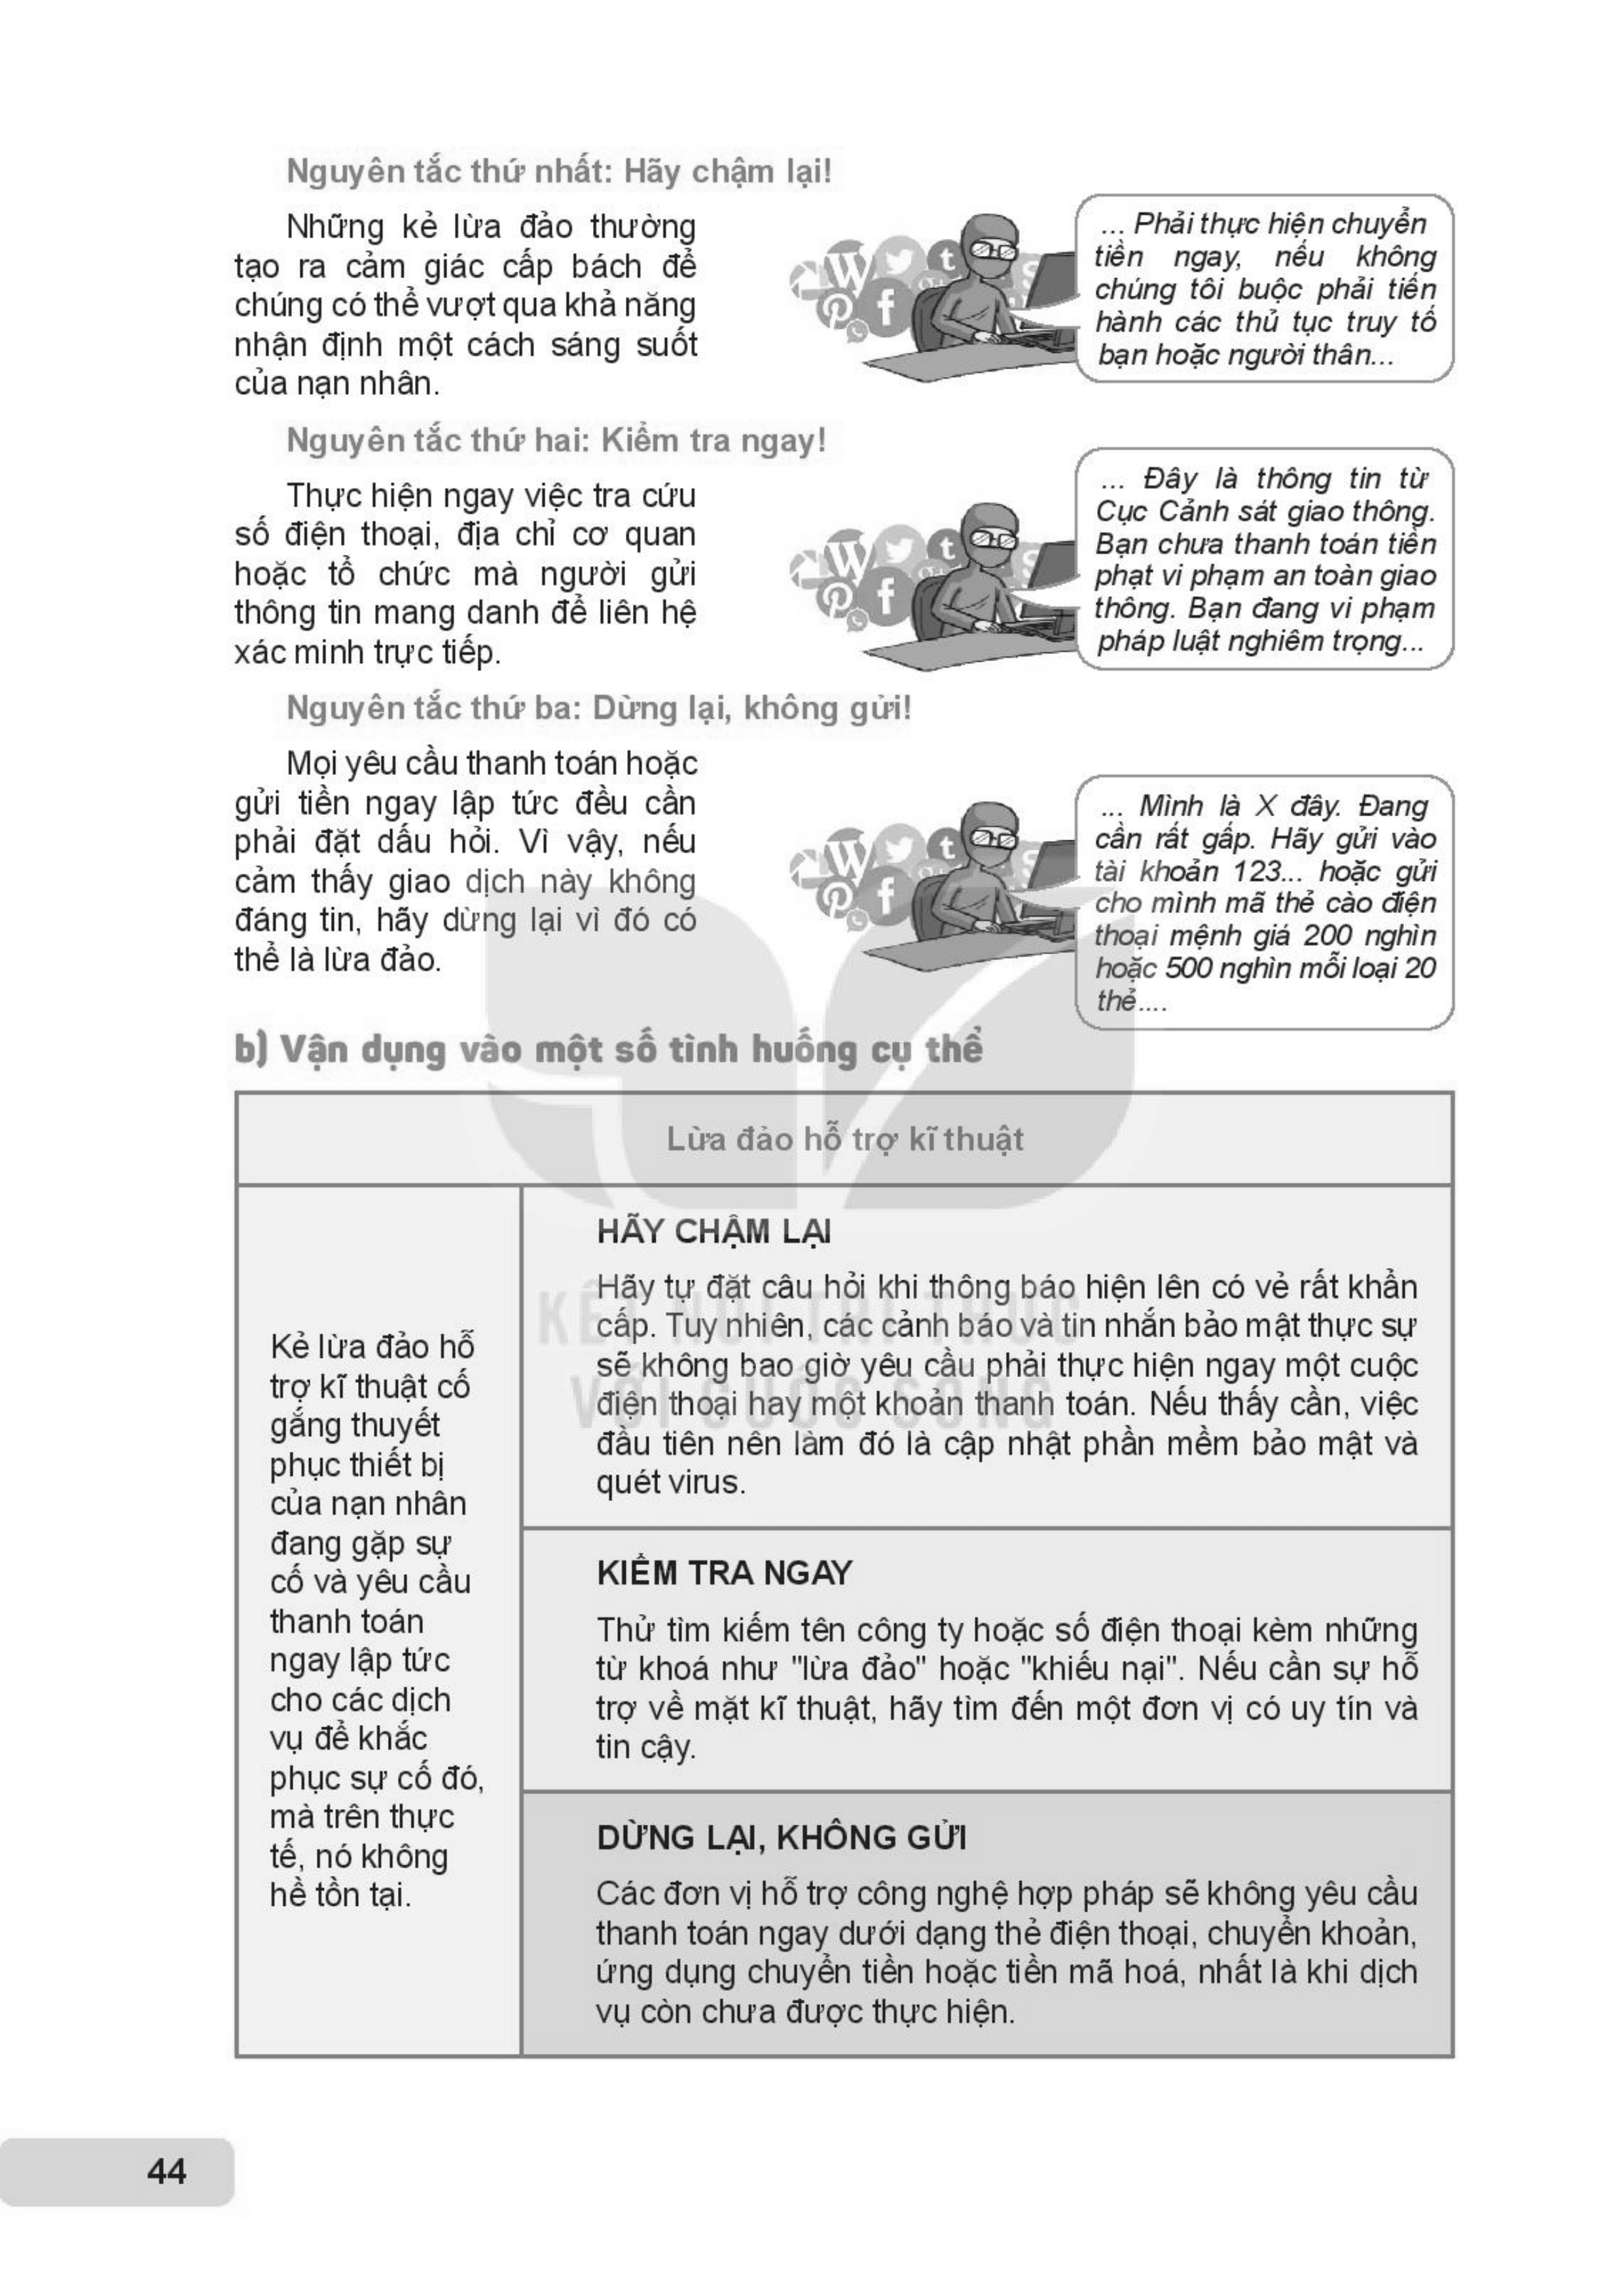 Nguyên tắc thứ nhất: Hãy chậm lại!
Những kẻ lừa đảo thường
tạo ra cảm giác cấp bách để
chúng có thể vượt qua khả năng
nhận định một cách sáng suốt
của nạn nhân.
... Phải thực hiện chuyển
tiền ngay, nếu không
chúng tôi buộc phải tiến
hành các thủ tục truy tố
bạn hoặc người thân...
Nguyên tắc thứ hai: Kiểm tra ngay!
Thực hiện ngay việc tra cứu
số điện thoại, địa chỉ cơ quan
hoặc tổ chức mà người gửi
thông tin mang danh để liên hệ
xác minh trực tiếp.
... Đây là thông tin từ
Cục Cảnh sát giao thông.
Bạn chưa thanh toán tiền
phạt vi phạm an toàn giao
thông. Bạn đang vi phạm
pháp luật nghiêm trọng...
Nguyên tắc thứ ba: Dừng lại, không gửi!
Mọi yêu cầu thanh toán hoặc
gửi tiền ngay lập tức đều cần
phải đặt dấu hỏi. Vì vậy, nếu
cảm thấy giao dịch này không
đáng tin, hãy dừng lại vì đó có
thể là lừa đảo.
... Mình là X đây. Đang
cần rất gấp. Hãy gửi vào
tài khoản 123... hoặc gửi
cho mình mã thẻ cào điện
thoại mệnh giá 200 nghìn
hoặc 500 nghìn mỗi loại 20
thẻ....
b) Vận dụng vào một số tình huống cụ thể
Lừa đảo hỗ trợ kĩ thuật
Kẻ lừa đảo hỗ
trợ kĩ thuật cố
gắng thuyết
phục thiết bị
của nạn nhân
đang gặp sự
cố và yêu cầu
thanh toán
ngay lập tức
cho các dịch
vụ để khắc
phục sự cố đó,
mà trên thực
tế, nó không
hề tồn tại.
HÃY CHẬM LẠI
Hãy tự đặt câu hỏi khi thông báo hiện lên có vẻ rất khẩn
cấp. Tuy nhiên, các cảnh báo và tin nhắn bảo mật thực sự
sẽ không bao giờ yêu cầu phải thực hiện ngay một cuộc
điện thoại hay một khoản thanh toán. Nếu thấy cần, việc
đầu tiên nên làm đó là cập nhật phần mềm bảo mật và
quét virus.
KIỂM TRA NGAY
Thử tìm kiếm tên công ty hoặc số điện thoại kèm những
từ khoá như "lừa đảo" hoặc "khiếu nại". Nếu cần sự hỗ
trợ về mặt kĩ thuật, hãy tìm đến một đơn vị có uy tín và
tin cậy.
DỪNG LẠI, KHÔNG GỬI
Các đơn vị hỗ trợ công nghệ hợp pháp sẽ không yêu cầu
thanh toán ngay dưới dạng thẻ điện thoại, chuyển khoản,
ứng dụng chuyển tiền hoặc tiền mã hoá, nhất là khi dịch
vụ còn chưa được thực hiện.
KẾT NỐI TRI THỨC
VỚI CUỘC SỐNG
44